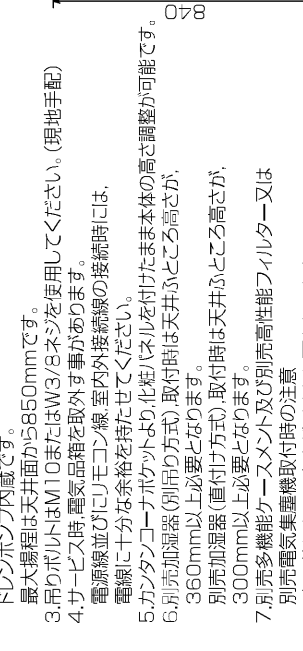 ドレンポンプ内蔵です。
最大揚程は天井面から850mmです。
3.吊りボルトはM10またはW3/8ネジを使用してください。(現地手配)
4.サービス時,電気品箱を取外す事があります。
電源線並びにリモコン線,室内外接続線の接続時には,
電線に十分な余裕を持たせてください。
5.カンタンコーナポケットより,化粧パネルを付けたまま本体の高さ調整が可能です。
6.別売加湿器(別吊り方式)取付時は天井ふところ高さが,
360mm以上必要となります。
別売加湿器(直付け方式)取付時は天井ふところ高さが,
300mm以上必要となります。
7.別売多機能ケースメント及び別売高性能フィルター又は
別売電気集塵機取付時の注意
840